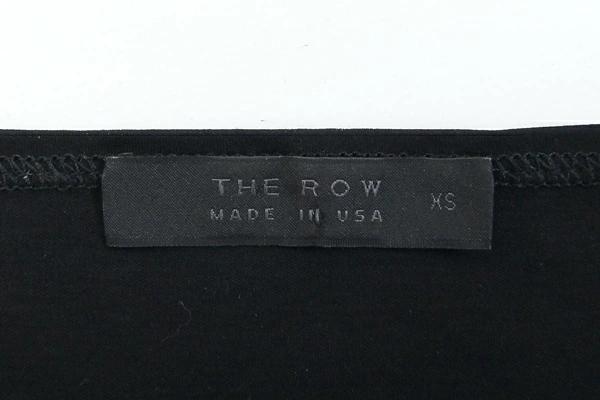 THE ROW
MADE IN USA
XS